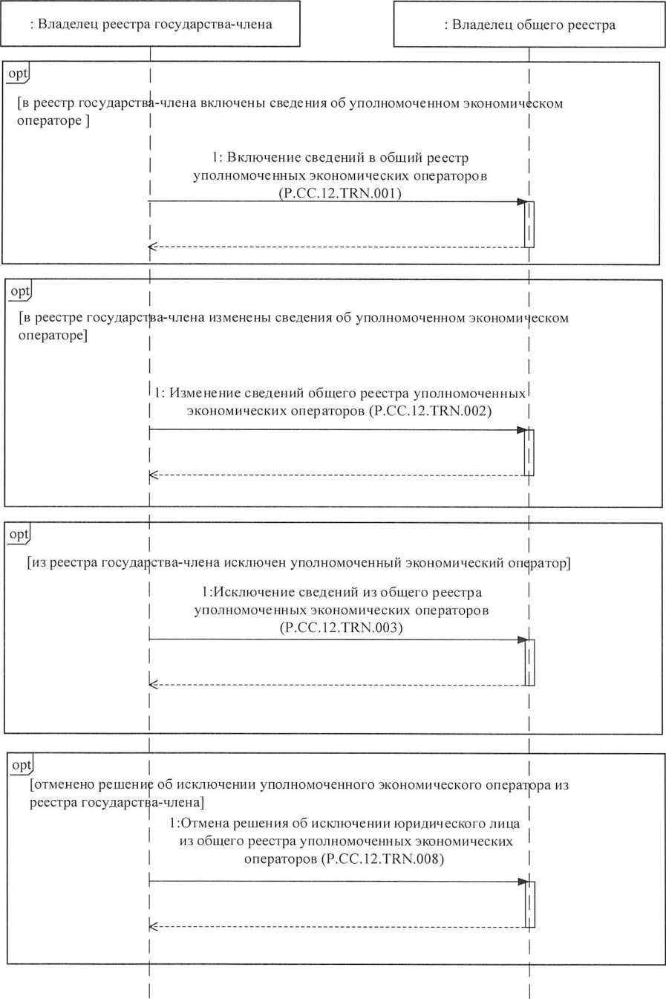 : Владелец реестра государства-члена
: Владелец общего реестра
opt
[в реестр государства-члена включены сведения об уполномоченном экономическом
операторе ]
1: Включение сведений в общий реестр
уполномоченных экономических операторов
(P.CC.12.TRN.001)
opt
[в реестре государства-члена изменены сведения об уполномоченном экономическом
операторе]
1: Изменение сведений общего реестра уполномоченных
экономических операторов (P.CC.12.TRN.002)
opt
[из реестра государства-члена исключен уполномоченный экономический оператор]
1:Исключение сведений из общего реестра
уполномоченных экономических операторов
(P.CC.12.TRN.003)
opt
[отменено решение об исключении уполномоченного экономического оператора из
реестра государства-члена]
1:Отмена решения об исключении юридического лица
из общего реестра уполномоченных экономических
операторов (P.CC.12.TRN.008)